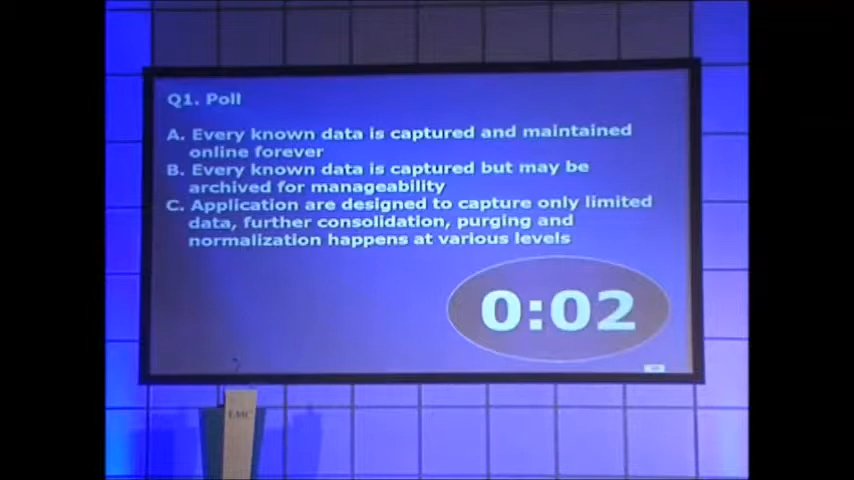 Q1. Poll
A. Every known data is captured and maintained
online forever
B. Every known data is captured but may be
archived for manageability
C. Application are designed to capture only limited
data, further consolidation, purging and
normalization happens at various levels
0:02
EMC